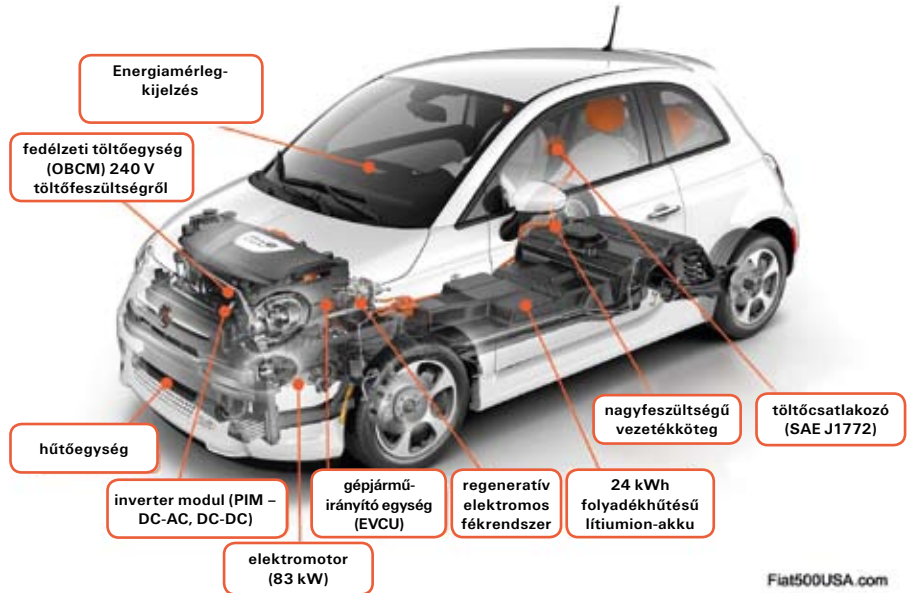 Energiamérleg-
kijelzés
fedélzeti töltőegység
(OBCM) 240 V
töltőfeszültségről
hűtőegység
inverter modul (PIM –
DC-AC, DC-DC)
elektromotor
(83 kW)
gépjármű-
irányító egység
(EVCU)
regeneratív
elektromos
fékrendszer
24 kWh
folyadékhűtésű
lítiumion-akku
nagyfeszültségű
vezetékköteg
töltőcsatlakozó
(SAE J1772)
Fiat500USA.com